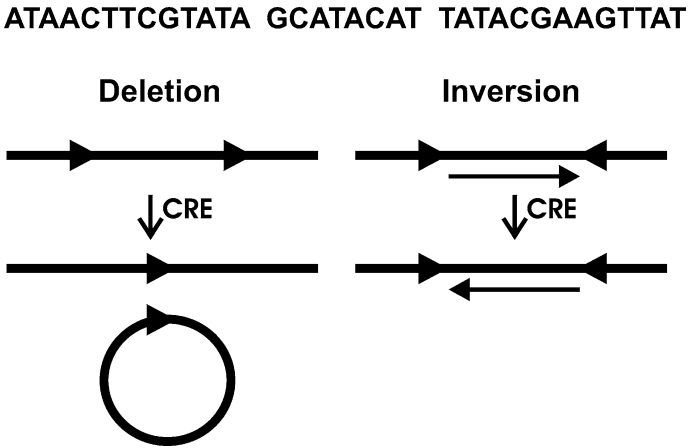 ATAACTTCGTATA GCATACAT TATACGAAGTTAT
Deletion
Inversion
CRE
CRE